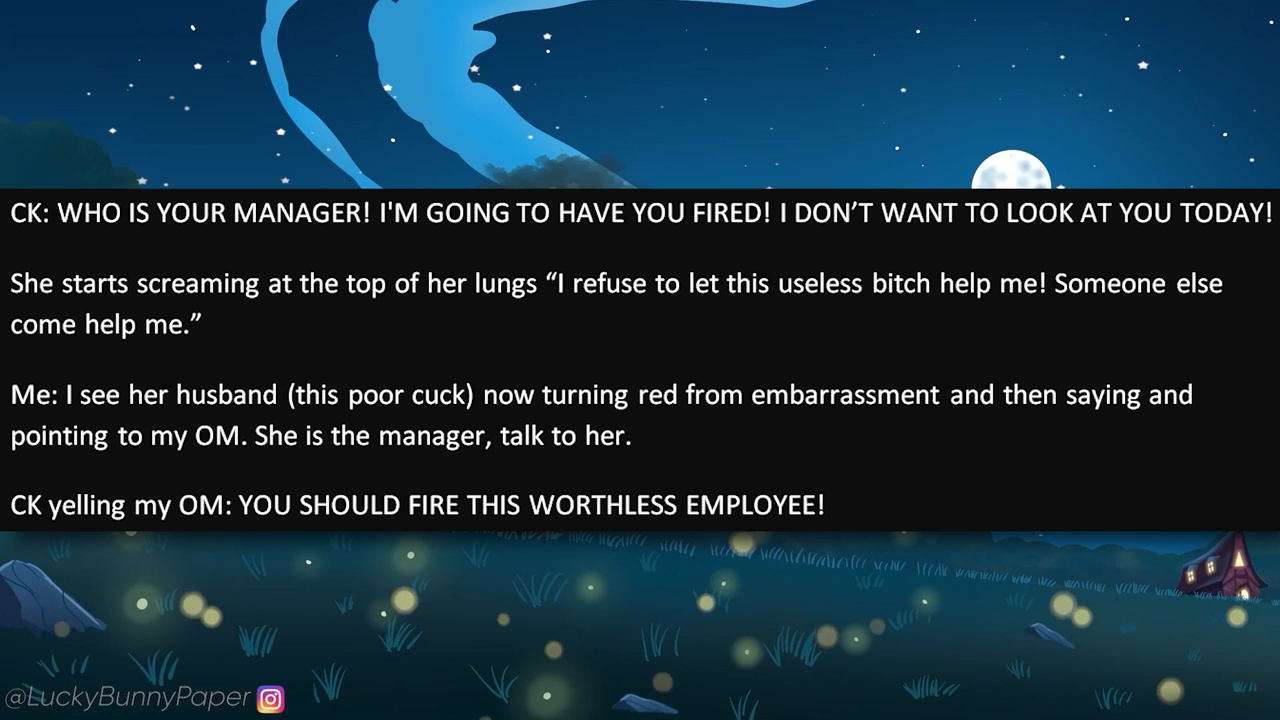 CK: WHO IS YOUR MANAGER! I'M GOING TO HAVE YOU FIRED! I DON’T WANT TO LOOK AT YOU TODAY!
She starts screaming at the top of her lungs “I refuse to let this useless bitch help me! Someone else
come help me.”
Me: I see her husband (this poor cuck) now turning red from embarrassment and then saying and
pointing to my OM. She is the manager, talk to her.
CK yelling my OM: YOU SHOULD FIRE THIS WORTHLESS EMPLOYEE!
@LuckyBunnyPaper